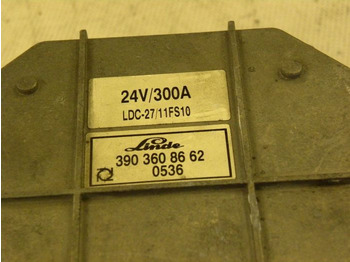 24V/300A
LDC-27/11FS10
Linde
390 360 86 62
0536